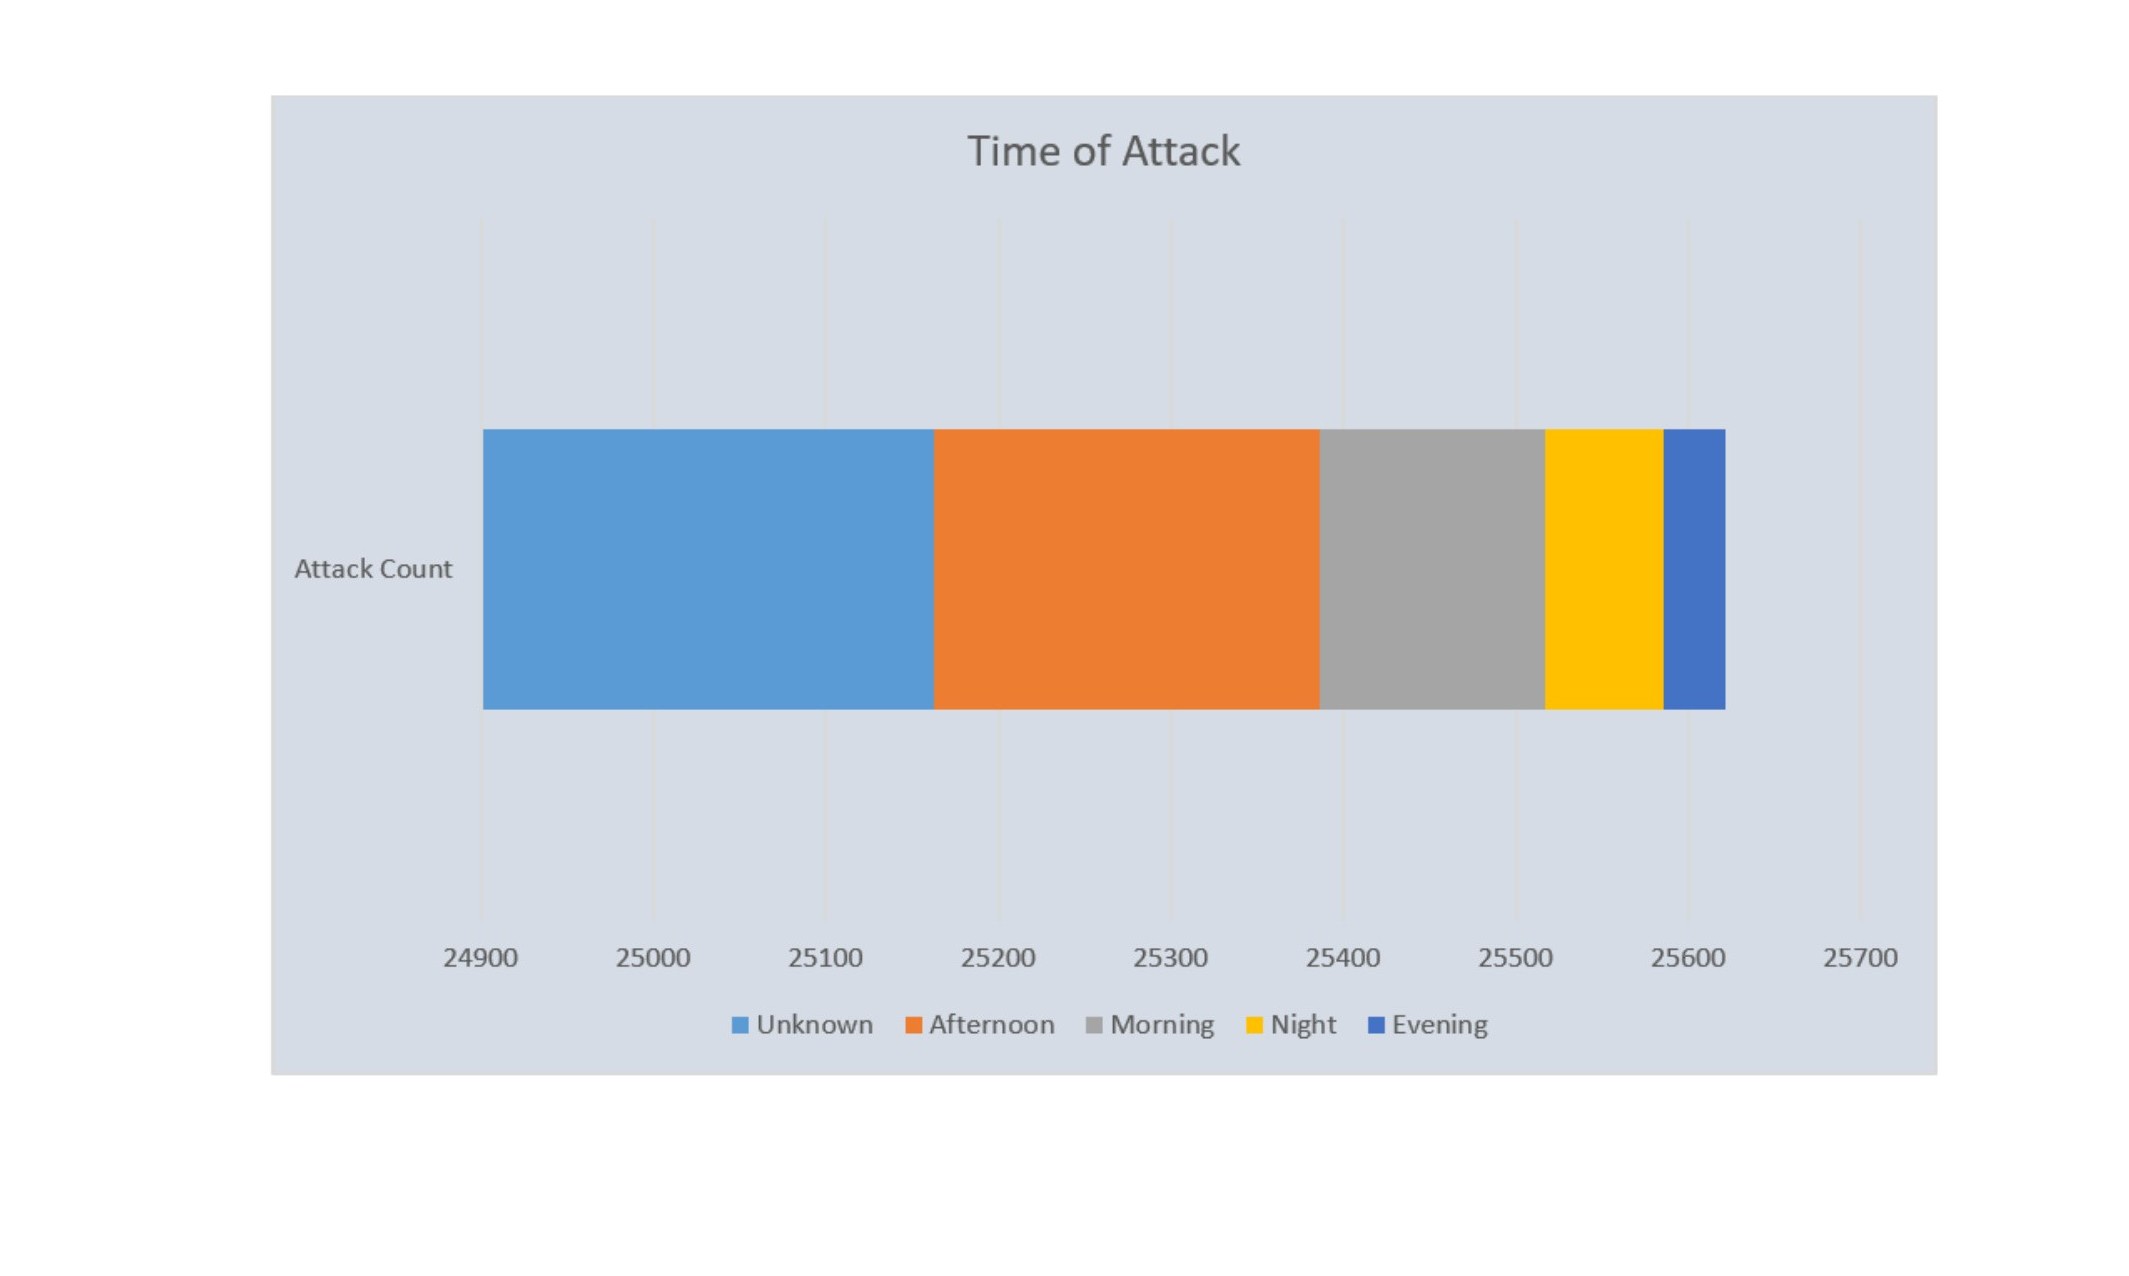 Time of Attack
Attack Count
24900 25000 25100 25200 25300 25400 25500 25600 25700
Unknown Afternoon Morning Night Evening